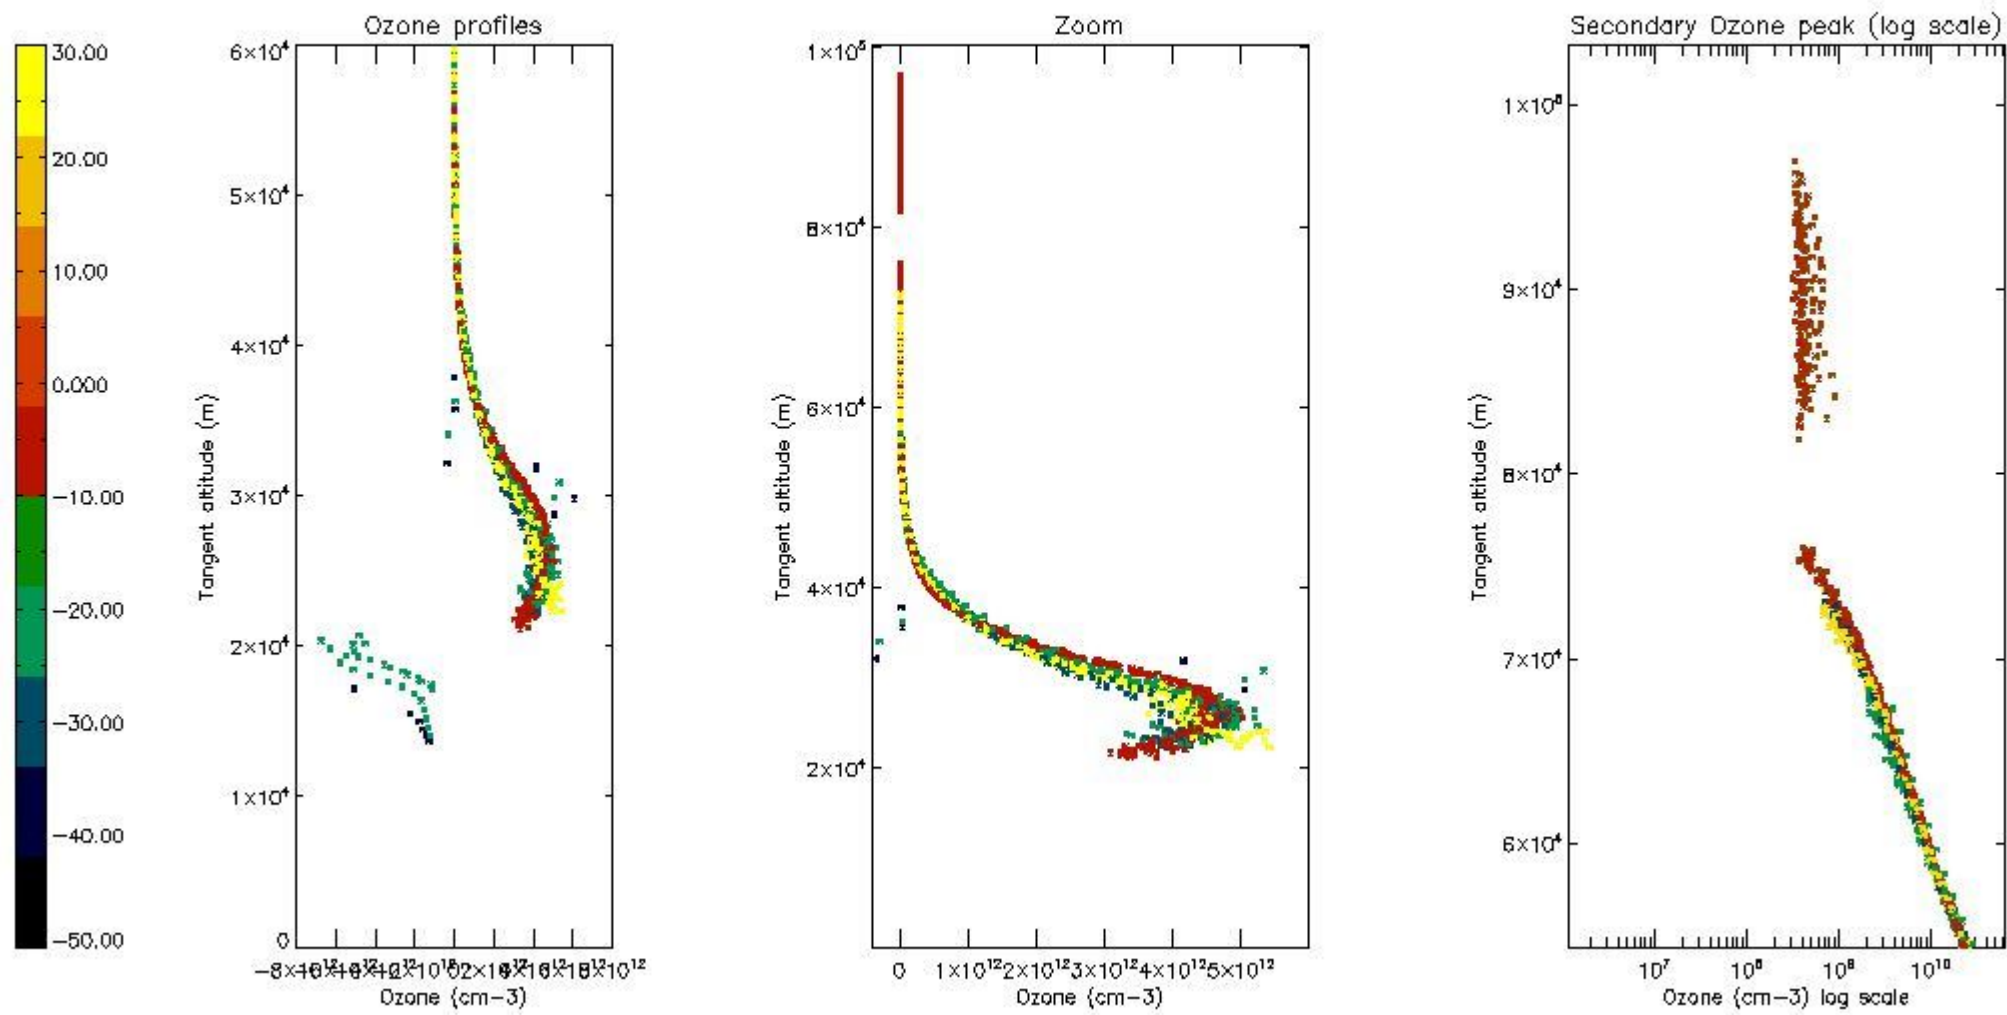 Ozone profiles
Zoom
Secondary Ozone peak (log scale)
30.00
20.00
10.00
0.000
−10.00
−20.00
−30.00
−40.00
−50.00
6×10⁴
5×10⁴
4×10⁴
3×10⁴
2×10⁴
1×10⁴
0
Tangent altitude (m)
Ozone (cm−3)
1×10⁵
8×10⁴
6×10⁴
4×10⁴
2×10⁴
Tangent altitude (m)
0 1×10¹² 2×10¹² 3×10¹² 4×10¹² 5×10¹²
Ozone (cm−3)
9×10⁴
8×10⁴
7×10⁴
6×10⁴
Tangent altitude (m)
10⁷ 10⁸ 10⁹ 10¹⁰
Ozone (cm−3) log scale